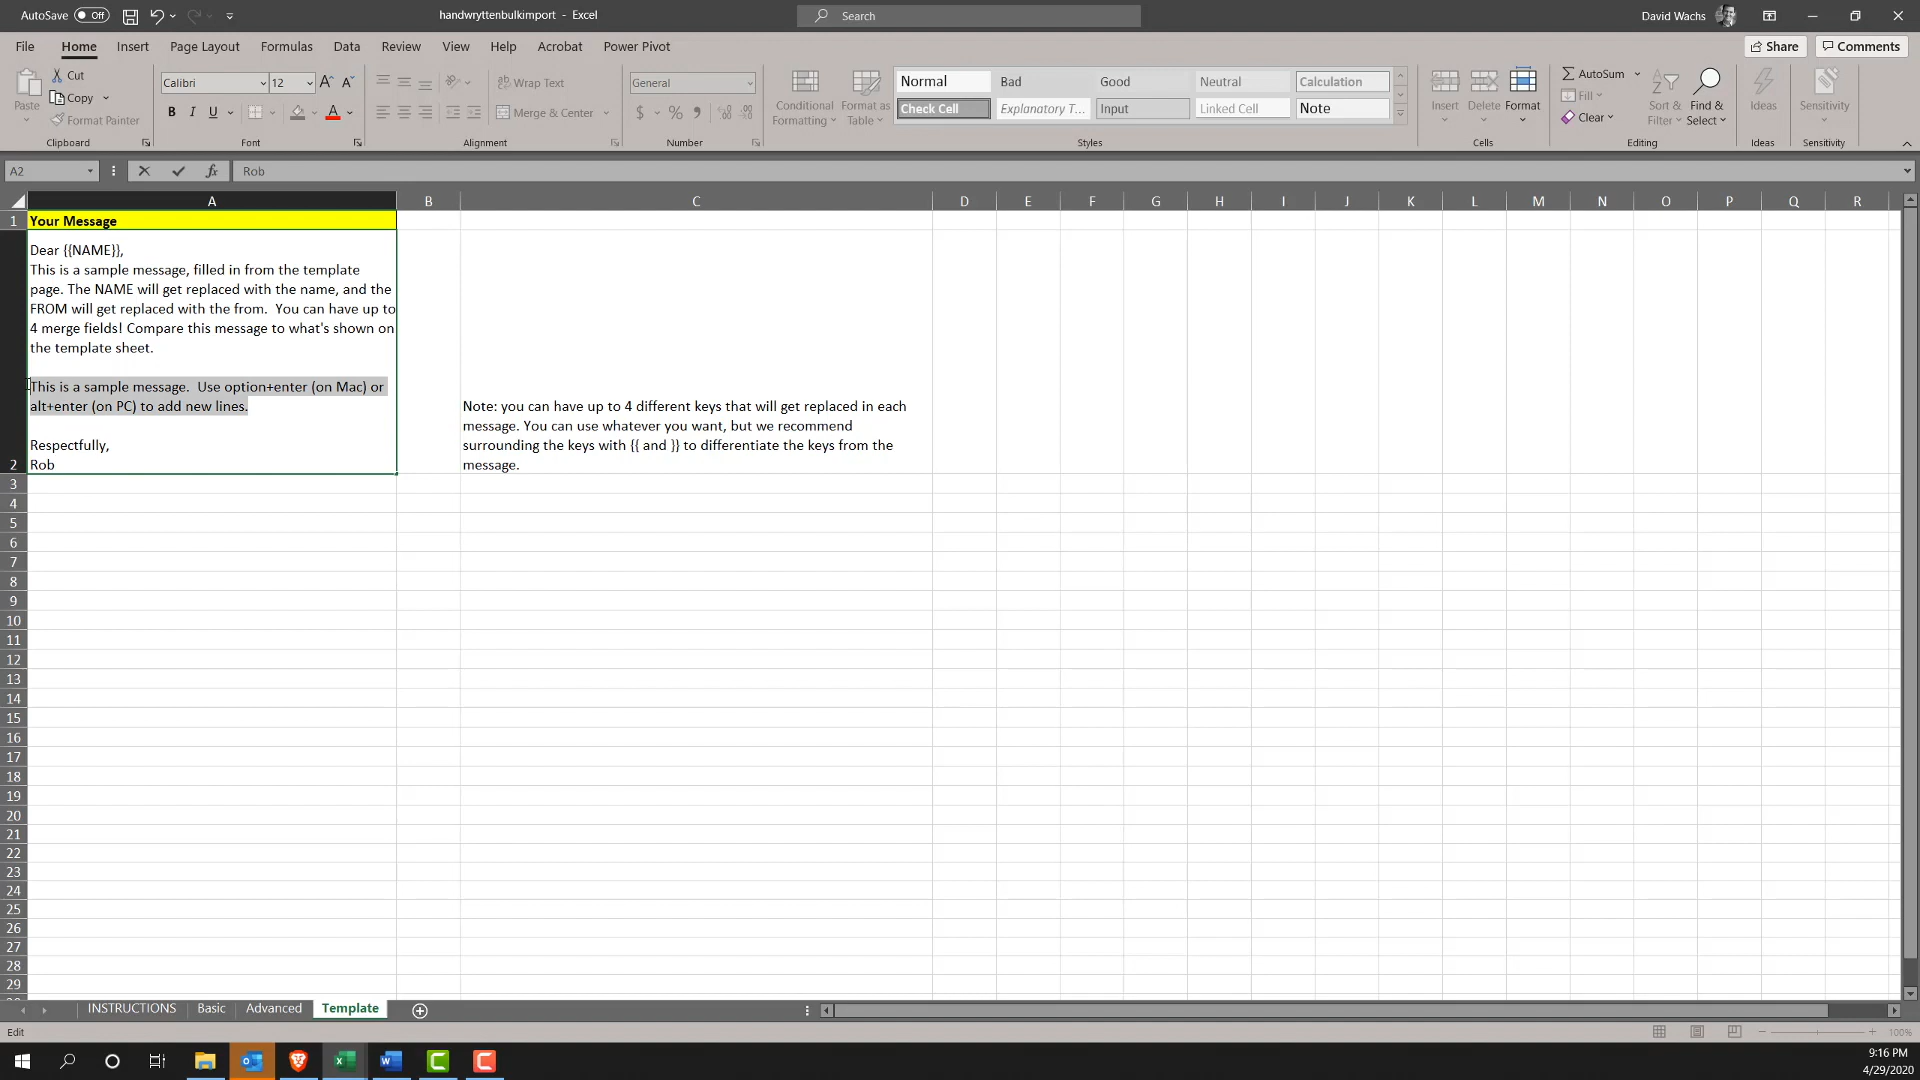 AutoSave Off
handwryttenbulkimport - Excel
Search
David Wachs
File Home Insert Page Layout Formulas Data Review View Help Acrobat Power Pivot
Share Comments
Paste
Cut
Copy
Format Painter
Clipboard
Calibri 12
B I U A
Font
Wrap Text
Merge & Center
Alignment
General
$ % 9
Number
Conditional Formatting
Format as Table
Normal Bad Good Neutral Calculation
Check Cell Explanatory T... Input Linked Cell Note
Styles
Insert Delete Format
Cells
AutoSum
Fill
Clear
Sort & Filter
Find & Select
Editing
Ideas
Ideas
Sensitivity
Sensitivity
A2 fx Rob
A B C D E F G H I J K L M N O P Q R
1 Your Message
Dear {{NAME}},
This is a sample message, filled in from the template
page. The NAME will get replaced with the name, and the
FROM will get replaced with the from.  You can have up to
4 merge fields! Compare this message to what's shown on
the template sheet.
This is a sample message.  Use option+enter (on Mac) or
alt+enter (on PC) to add new lines.
Respectfully,
2 Rob
Note: you can have up to 4 different keys that will get replaced in each
message. You can use whatever you want, but we recommend
surrounding the keys with {{ and }} to differentiate the keys from the
message.
3
4
5
6
7
8
9
10
11
12
13
14
15
16
17
18
19
20
21
22
23
24
25
26
27
28
29
INSTRUCTIONS Basic Advanced Template
Edit
100%
9:16 PM
4/29/2020